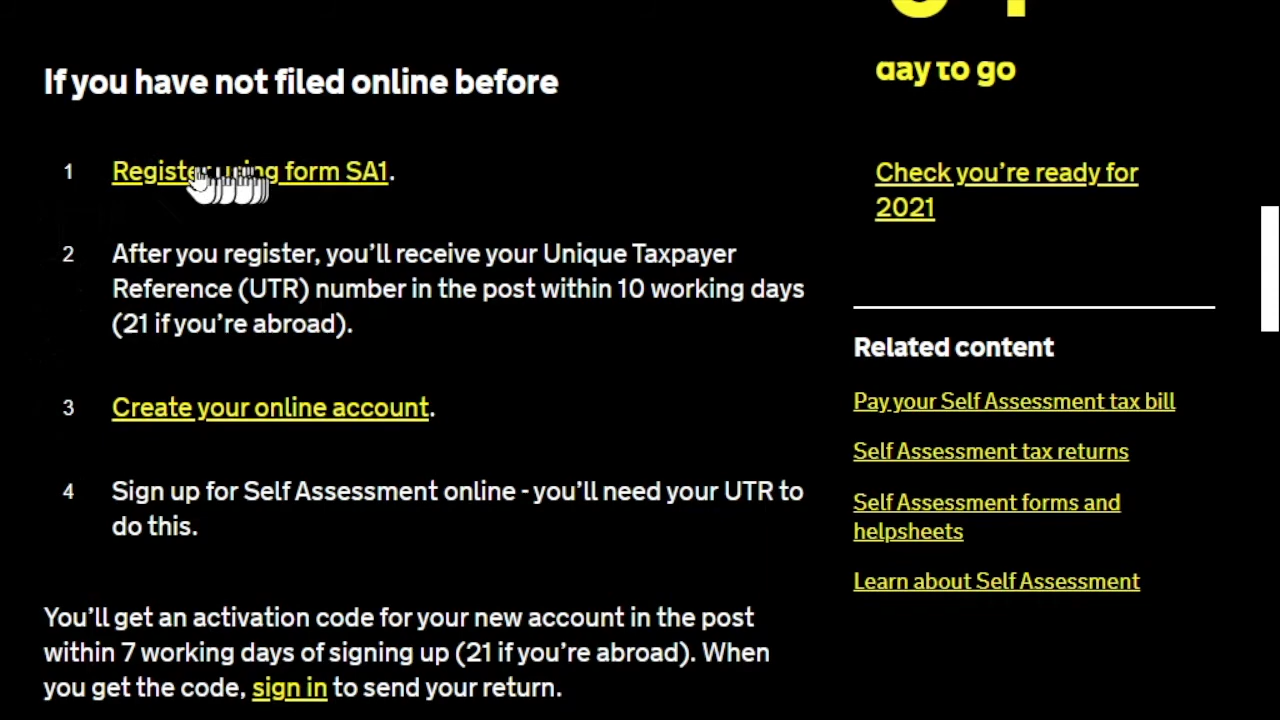 If you have not filed online before
1 Register using form SA1.
2 After you register, you’ll receive your Unique Taxpayer
Reference (UTR) number in the post within 10 working days
(21 if you’re abroad).
3 Create your online account.
4 Sign up for Self Assessment online - you’ll need your UTR to
do this.
You’ll get an activation code for your new account in the post
within 7 working days of signing up (21 if you’re abroad). When
you get the code, sign in to send your return.
day to go
Check you’re ready for
2021
Related content
Pay your Self Assessment tax bill
Self Assessment tax returns
Self Assessment forms and
helpsheets
Learn about Self Assessment